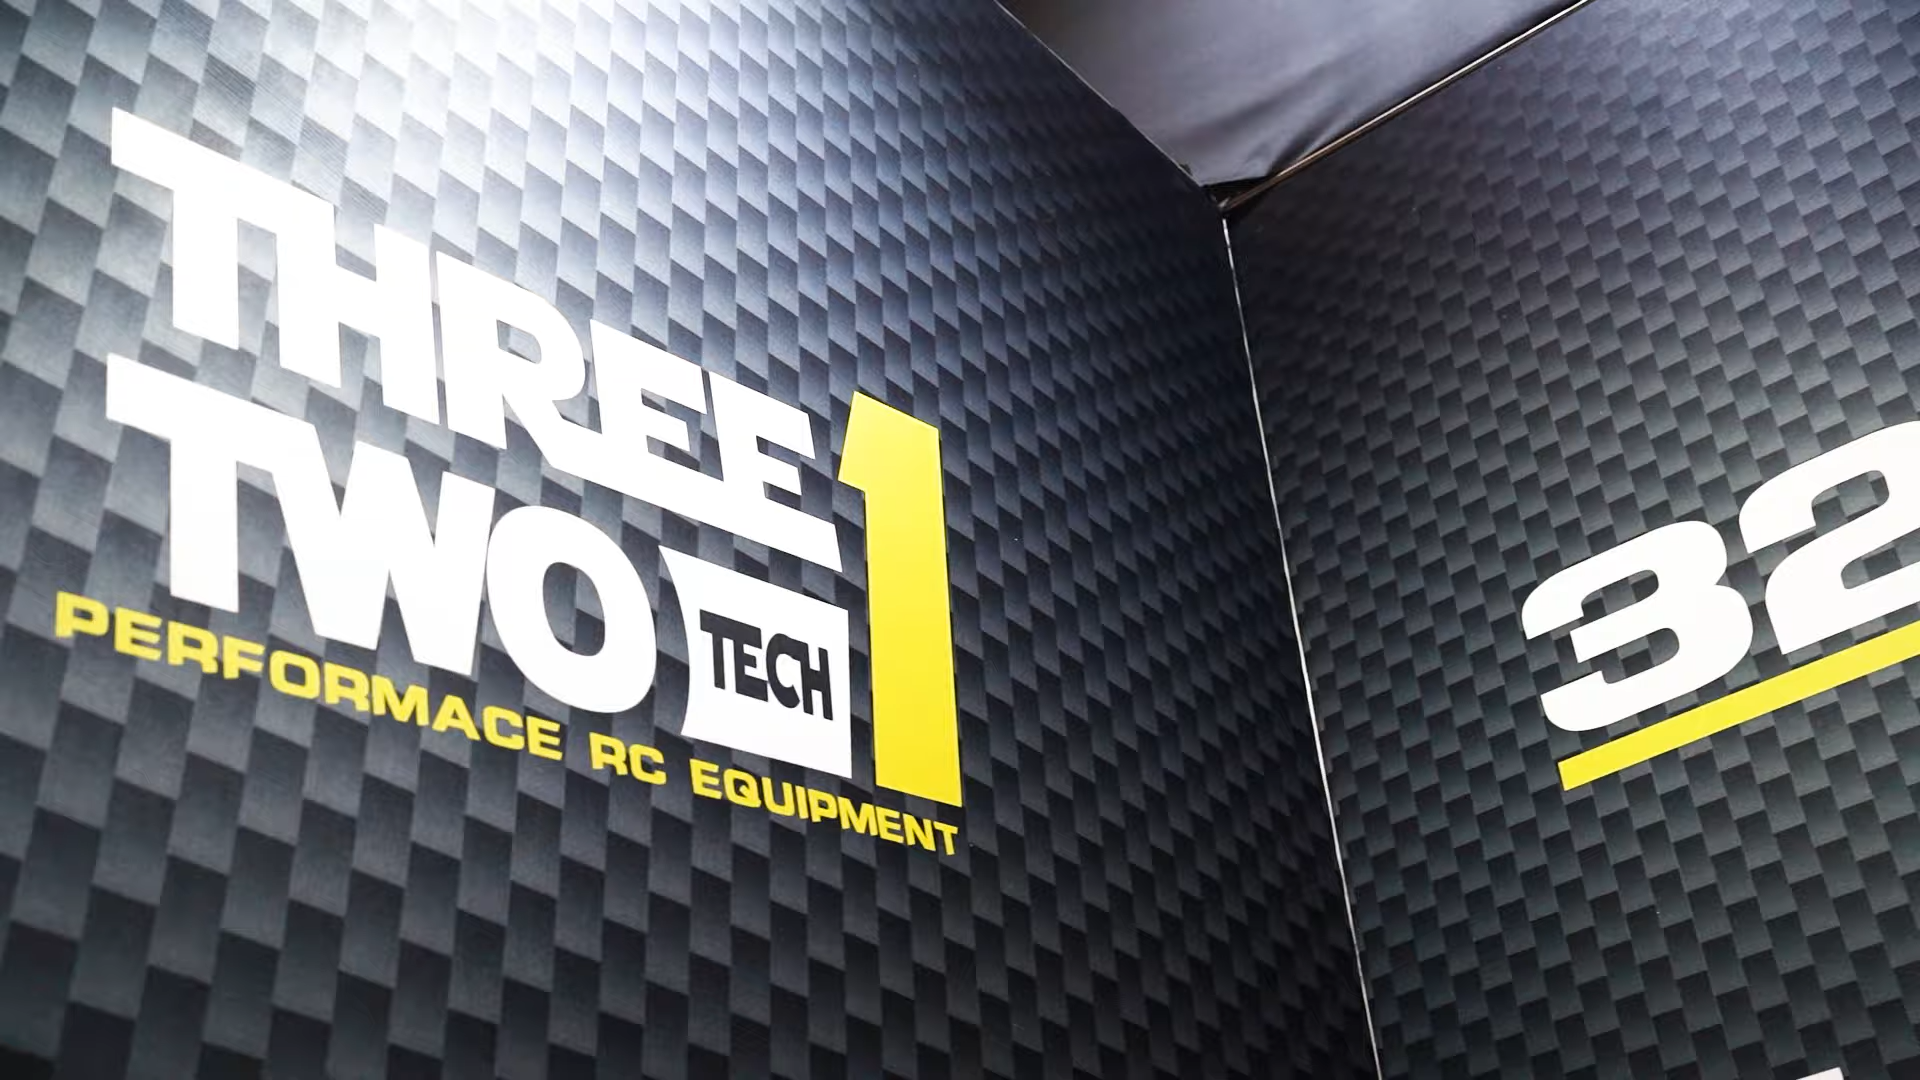 THREE
TWO TECH 1
PERFORMACE RC EQUIPMENT
32